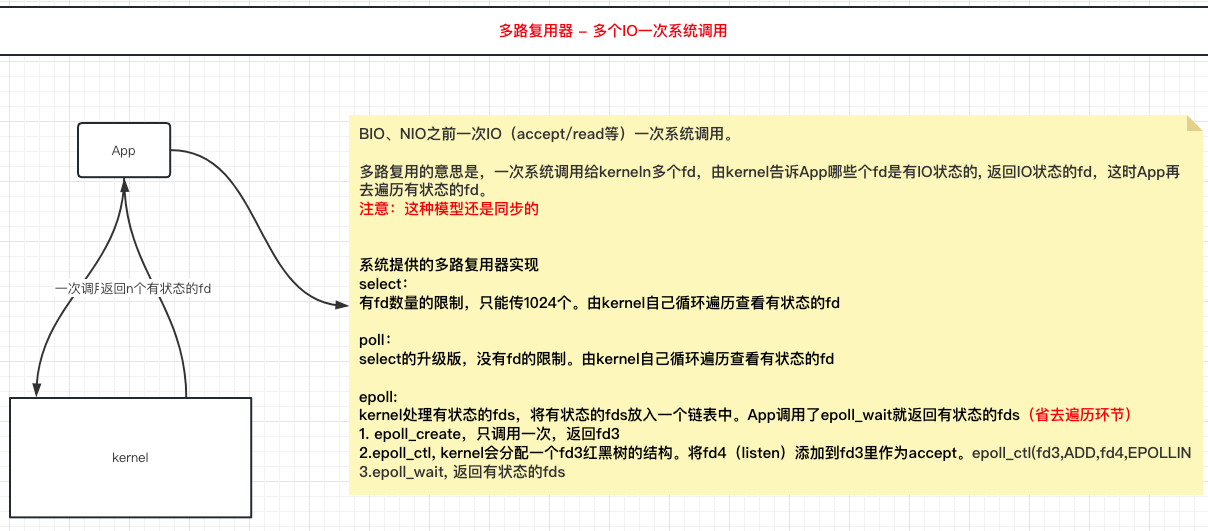 多路复用器 - 多个IO一次系统调用
App
一次调用
返回n个有状态的fd
kernel
BIO、NIO之前一次IO（accept/read等）一次系统调用。
多路复用的意思是，一次系统调用给kerneln多个fd，由kernel告诉App哪些个fd是有IO状态的, 返回IO状态的fd，这时App再
去遍历有状态的fd。
注意：这种模型还是同步的
系统提供的多路复用器实现
select：
有fd数量的限制，只能传1024个。由kernel自己循环遍历查看有状态的fd
poll：
select的升级版，没有fd的限制。由kernel自己循环遍历查看有状态的fd
epoll:
kernel处理有状态的fds，将有状态的fds放入一个链表中。App调用了epoll_wait就返回有状态的fds（省去遍历环节）
1. epoll_create，只调用一次，返回fd3
2.epoll_ctl, kernel会分配一个fd3红黑树的结构。将fd4（listen）添加到fd3里作为accept。epoll_ctl(fd3,ADD,fd4,EPOLLIN
3.epoll_wait, 返回有状态的fds